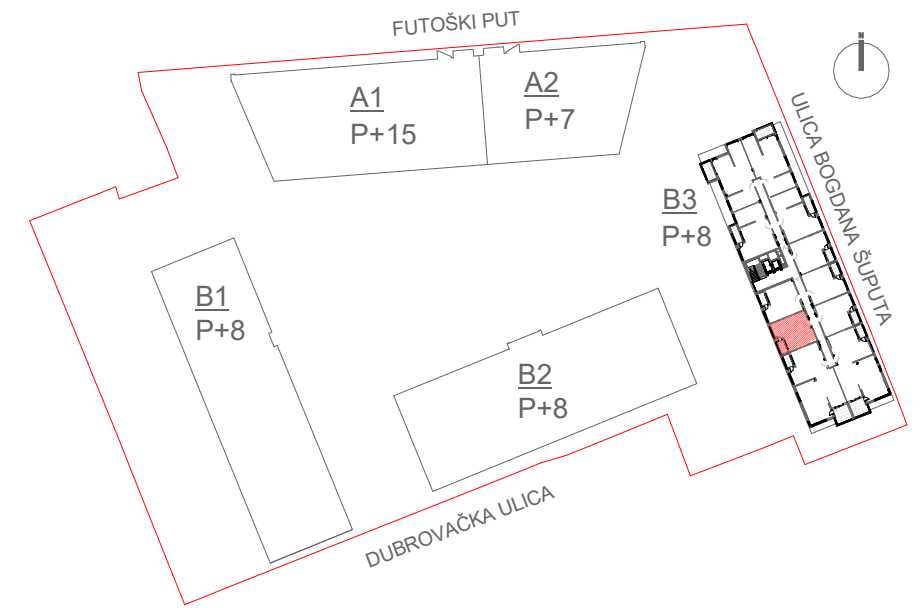 FUTOŠKI PUT
N
A1
P+15
A2
P+7
ULICA BOGDANA ŠUPUTA
B3
P+8
B1
P+8
B2
P+8
DUBROVAČKA ULICA